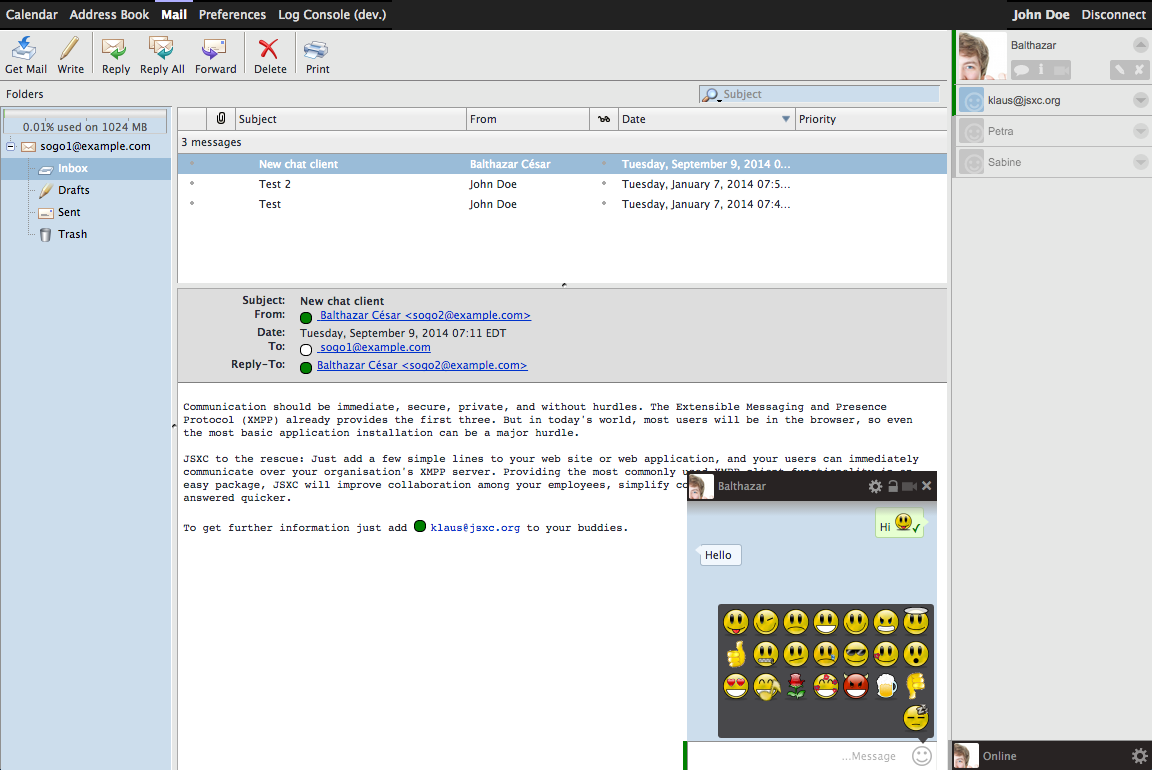 Calendar Address Book Mail Preferences Log Console (dev.) John Doe Disconnect
Get Mail Write Reply Reply All Forward Delete Print
Folders
Subject
0.01% used on 1024 MB
sogo1@example.com
Inbox
Drafts
Sent
Trash
Subject From Date Priority
3 messages
New chat client Balthazar César Tuesday, September 9, 2014 0...
Test 2 John Doe Tuesday, January 7, 2014 07:5...
Test John Doe Tuesday, January 7, 2014 07:4...
Subject: New chat client
From: Balthazar César <sogo2@example.com>
Date: Tuesday, September 9, 2014 07:11 EDT
To: sogo1@example.com
Reply-To: Balthazar César <sogo2@example.com>
Communication should be immediate, secure, private, and without hurdles. The Extensible Messaging and Presence
Protocol (XMPP) already provides the first three. But in today's world, most users will be in the browser, so even
the most basic application installation can be a major hurdle.
JSXC to the rescue: Just add a few simple lines to your web site or web application, and your users can immediately
communicate over your organisation's XMPP server. Providing the most commonly used XMPP client functionality in an
easy package, JSXC will improve collaboration among your employees, simplify
answered quicker.
To get further information just add klaus@jsxc.org to your buddies.
Balthazar
Hi
Hello
...Message
Balthazar
klaus@jsxc.org
Petra
Sabine
Online